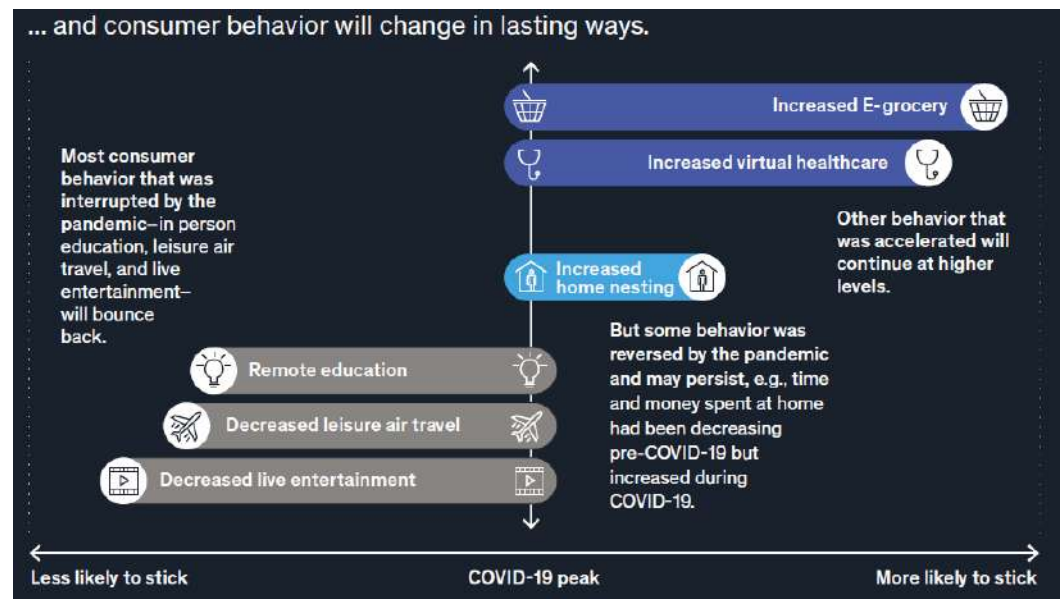 ... and consumer behavior will change in lasting ways.
Increased E-grocery
Increased virtual healthcare
Most consumer
behavior that was
interrupted by the
pandemic–in person
education, leisure air
travel, and live
entertainment–
will bounce
back.
Other behavior that
was accelerated will
continue at higher
levels.
Increased
home nesting
But some behavior was
reversed by the pandemic
and may persist, e.g., time
and money spent at home
had been decreasing
pre-COVID-19 but
increased during
COVID-19.
Remote education
Decreased leisure air travel
Decreased live entertainment
Less likely to stick
COVID-19 peak
More likely to stick